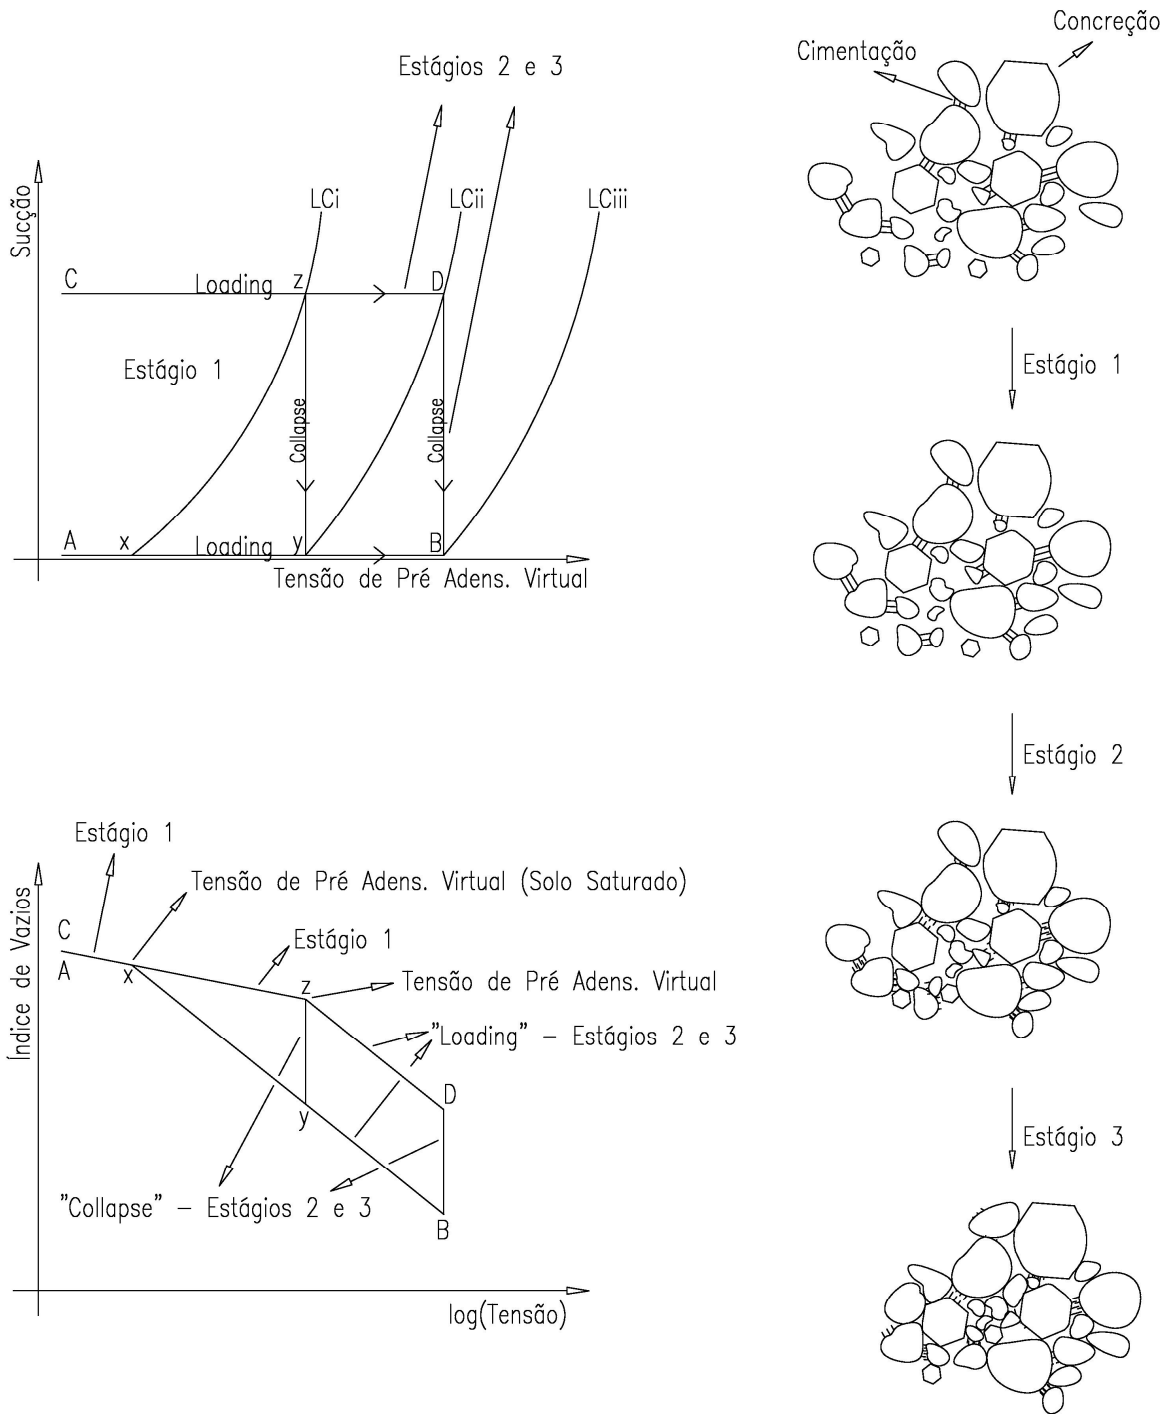 Concreção
Cimentação
Estágios 2 e 3
LCi
LCii
LCiii
Sucção
C
Loading
z
D
Estágio 1
Collapse
Collapse
A
x
Loading
y
B
Tensão de Pré Adens. Virtual
Estágio 1
Estágio 2
Estágio 3
Estágio 1
Tensão de Pré Adens. Virtual (Solo Saturado)
Índice de Vazios
C
A
x
Estágio 1
z
Tensão de Pré Adens. Virtual
"Loading" – Estágios 2 e 3
D
y
"Collapse" – Estágios 2 e 3
B
log(Tensão)